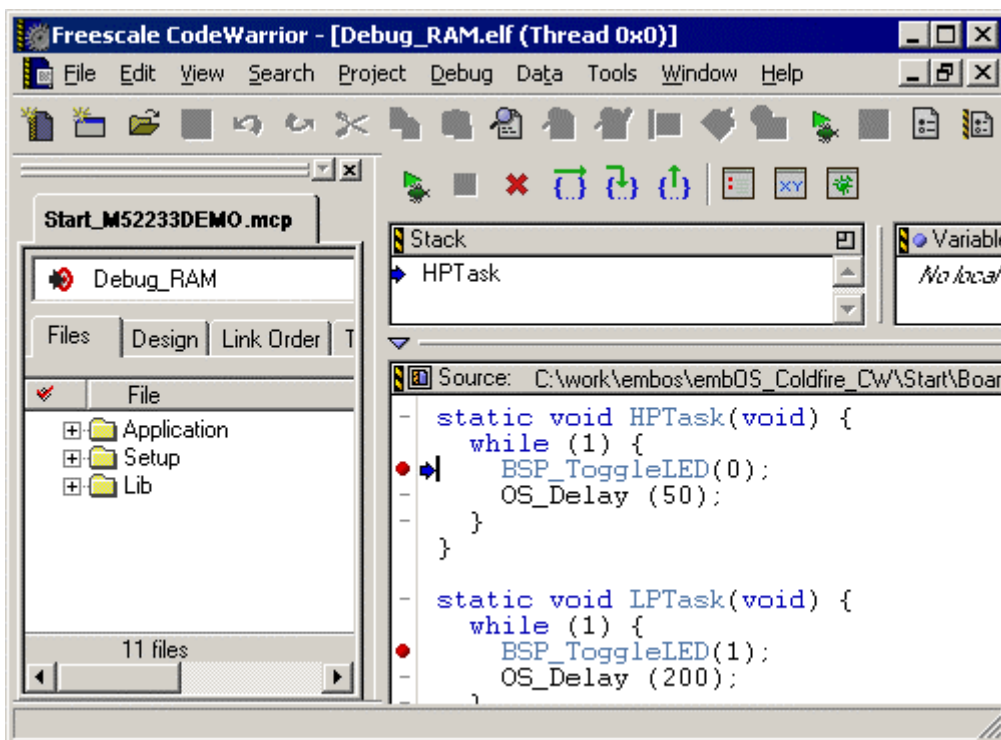 Freescale CodeWarrior - [Debug_RAM.elf (Thread 0x0)]
File Edit View Search Project Debug Data Tools Window Help
Start_M52233DEMO.mcp
Debug_RAM
Files Design Link Order T
File
Application
Setup
Lib
11 files
Stack
HPTask
Variable
No local
Source: C:\work\embos\embOS_Coldfire_CW\Start\Boar
static void HPTask(void) {
while (1) {
BSP_ToggleLED(0);
OS_Delay (50);
}
}
static void LPTask(void) {
while (1) {
BSP_ToggleLED(1);
OS_Delay (200);
}